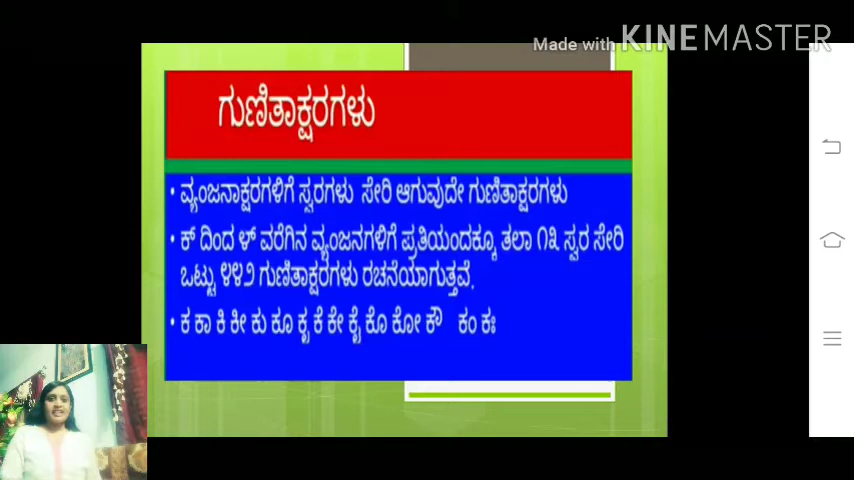 Made with KINEMASTER
ಗುಣಿತಾಕ್ಷರಗಳು
• ವ್ಯಂಜನಾಕ್ಷರಗಳಿಗೆ ಸ್ವರಗಳು ಸೇರಿ ಆಗುವುದೇ ಗುಣಿತಾಕ್ಷರಗಳು
• ಕ್ ದಿಂದ ಳ್ ವರೆಗಿನ ವ್ಯಂಜನಗಳಿಗೆ ಪ್ರತಿಯಂದಕ್ಕೂ ತಲಾ ೧೩ ಸ್ವರ ಸೇರಿ
ಒಟ್ಟು ೪೪೨ ಗುಣಿತಾಕ್ಷರಗಳು ರಚನೆಯಾಗುತ್ತವೆ.
• ಕ ಕಾ ಕಿ ಕೀ ಕು ಕೂ ಕೃ ಕೆ ಕೇ ಕೈ ಕೊ ಕೋ ಕೌ ಕಂ ಕಃ